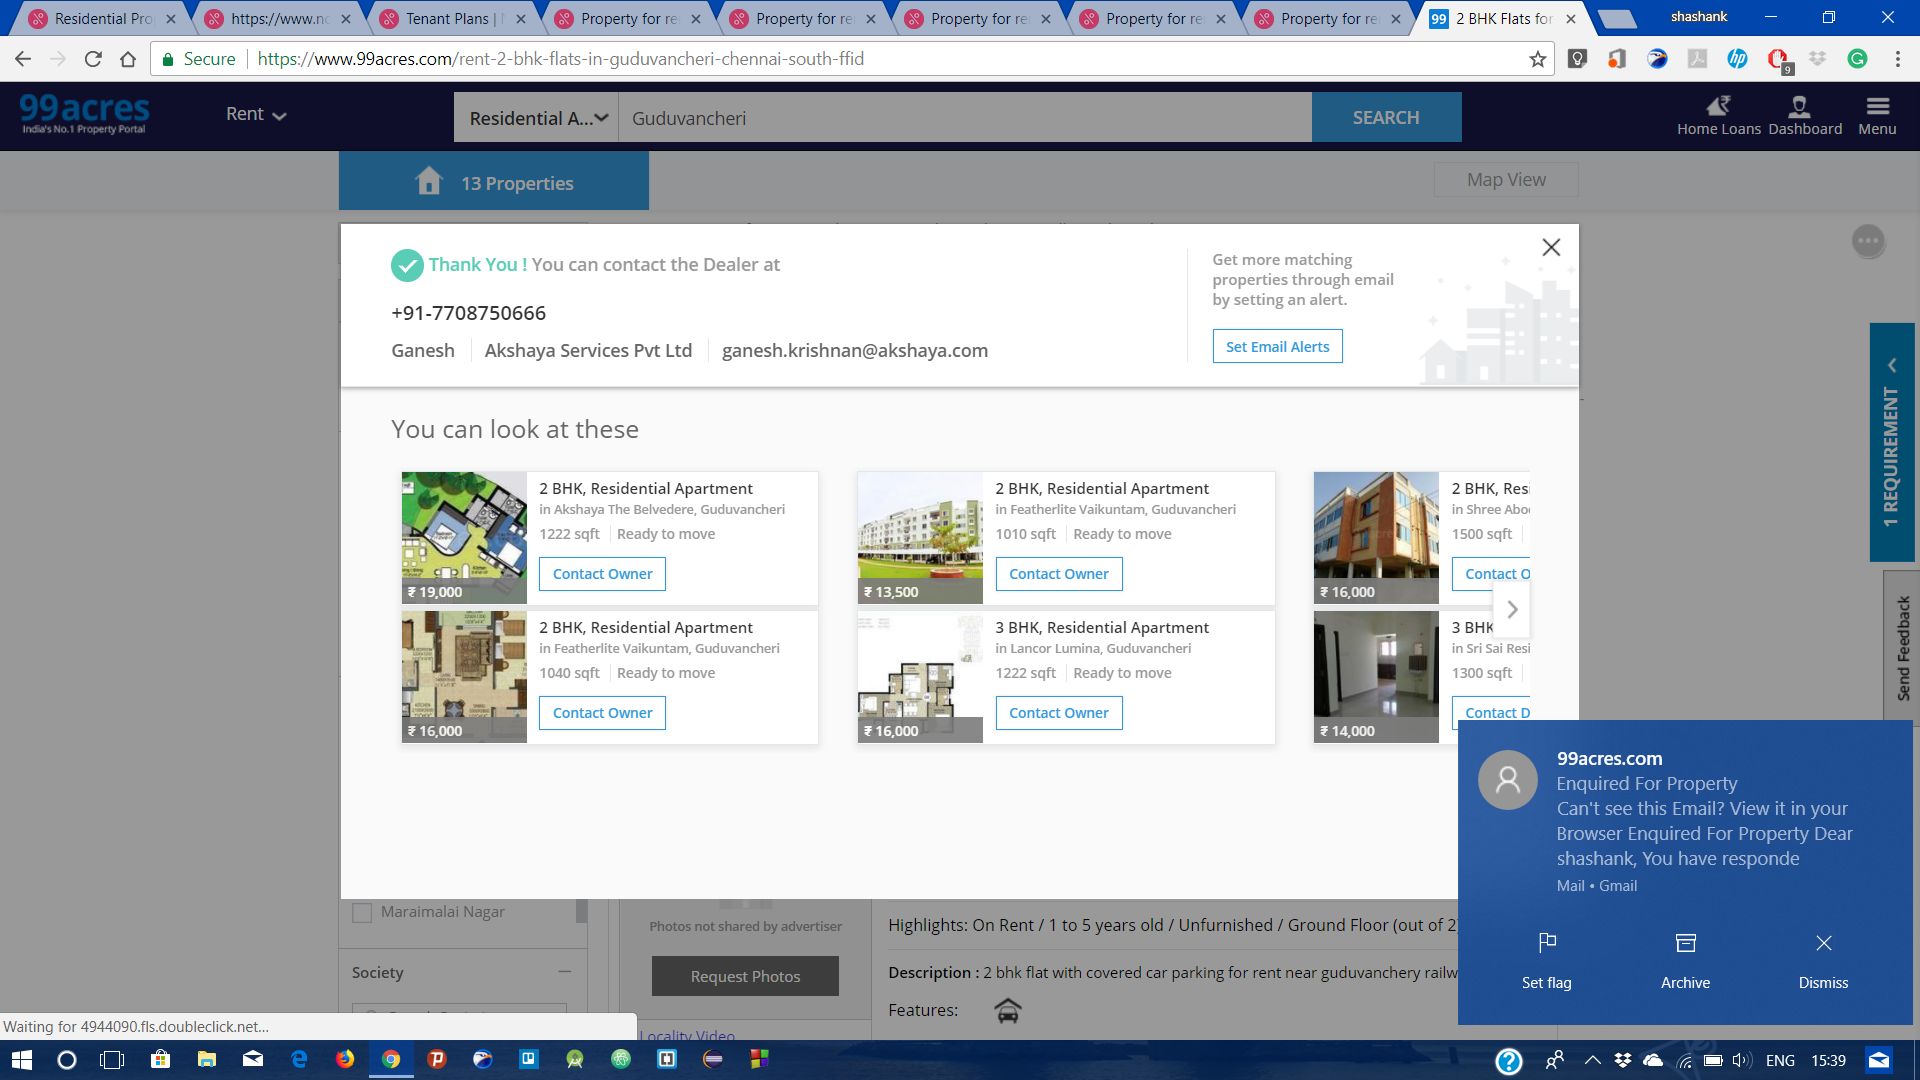 Residential Pro
https://www.no
Tenant Plans |
Property for re
Property for re
Property for re
Property for re
Property for re
99 2 BHK Flats for
shashank
Secure https://www.99acres.com/rent-2-bhk-flats-in-guduvancheri-chennai-south-ffid
9
99acres
India's No.1 Property Portal
Rent
Residential A...
Guduvancheri
SEARCH
Home Loans
Dashboard
Menu
13 Properties
Map View
Thank You ! You can contact the Dealer at
+91-7708750666
Ganesh Akshaya Services Pvt Ltd ganesh.krishnan@akshaya.com
Get more matching
properties through email
by setting an alert.
Set Email Alerts
You can look at these
2 BHK, Residential Apartment
in Akshaya The Belvedere, Guduvancheri
1222 sqft Ready to move
Contact Owner
₹ 19,000
2 BHK, Residential Apartment
in Featherlite Vaikuntam, Guduvancheri
1010 sqft Ready to move
Contact Owner
₹ 13,500
2 BHK, Resi
in Shree Abo
1500 sqft
Contact O
₹ 16,000
2 BHK, Residential Apartment
in Featherlite Vaikuntam, Guduvancheri
1040 sqft Ready to move
Contact Owner
₹ 16,000
3 BHK, Residential Apartment
in Lancor Lumina, Guduvancheri
1222 sqft Ready to move
Contact Owner
₹ 16,000
3 BHK
in Sri Sai Resi
1300 sqft
Contact D
₹ 14,000
1 REQUIREMENT
Send Feedback
99acres.com
Enquired For Property
Can't see this Email? View it in your
Browser Enquired For Property Dear
shashank, You have responde
Mail • Gmail
Set flag
Archive
Dismiss
Maraimalai Nagar
Society
Photos not shared by advertiser
Request Photos
Locality Video
Highlights: On Rent / 1 to 5 years old / Unfurnished / Ground Floor (out of 2
Description : 2 bhk flat with covered car parking for rent near guduvanchery railw
Features:
Waiting for 4944090.fls.doubleclick.net...
ENG
15:39